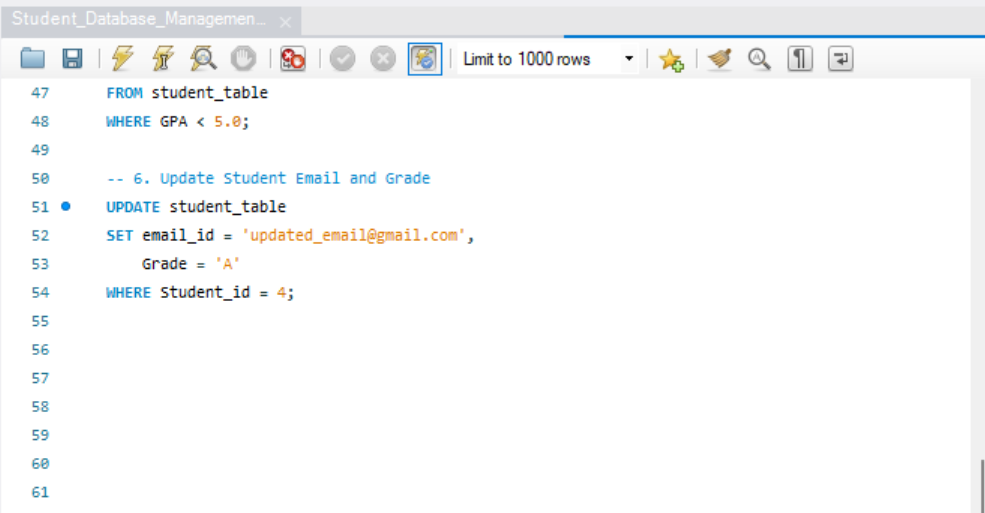 Student_Database_Managemen...
Limit to 1000 rows
47 FROM student_table
48 WHERE GPA < 5.0;
49
50 -- 6. Update Student Email and Grade
51 UPDATE student_table
52 SET email_id = 'updated_email@gmail.com',
53 Grade = 'A'
54 WHERE Student_id = 4;
55
56
57
58
59
60
61